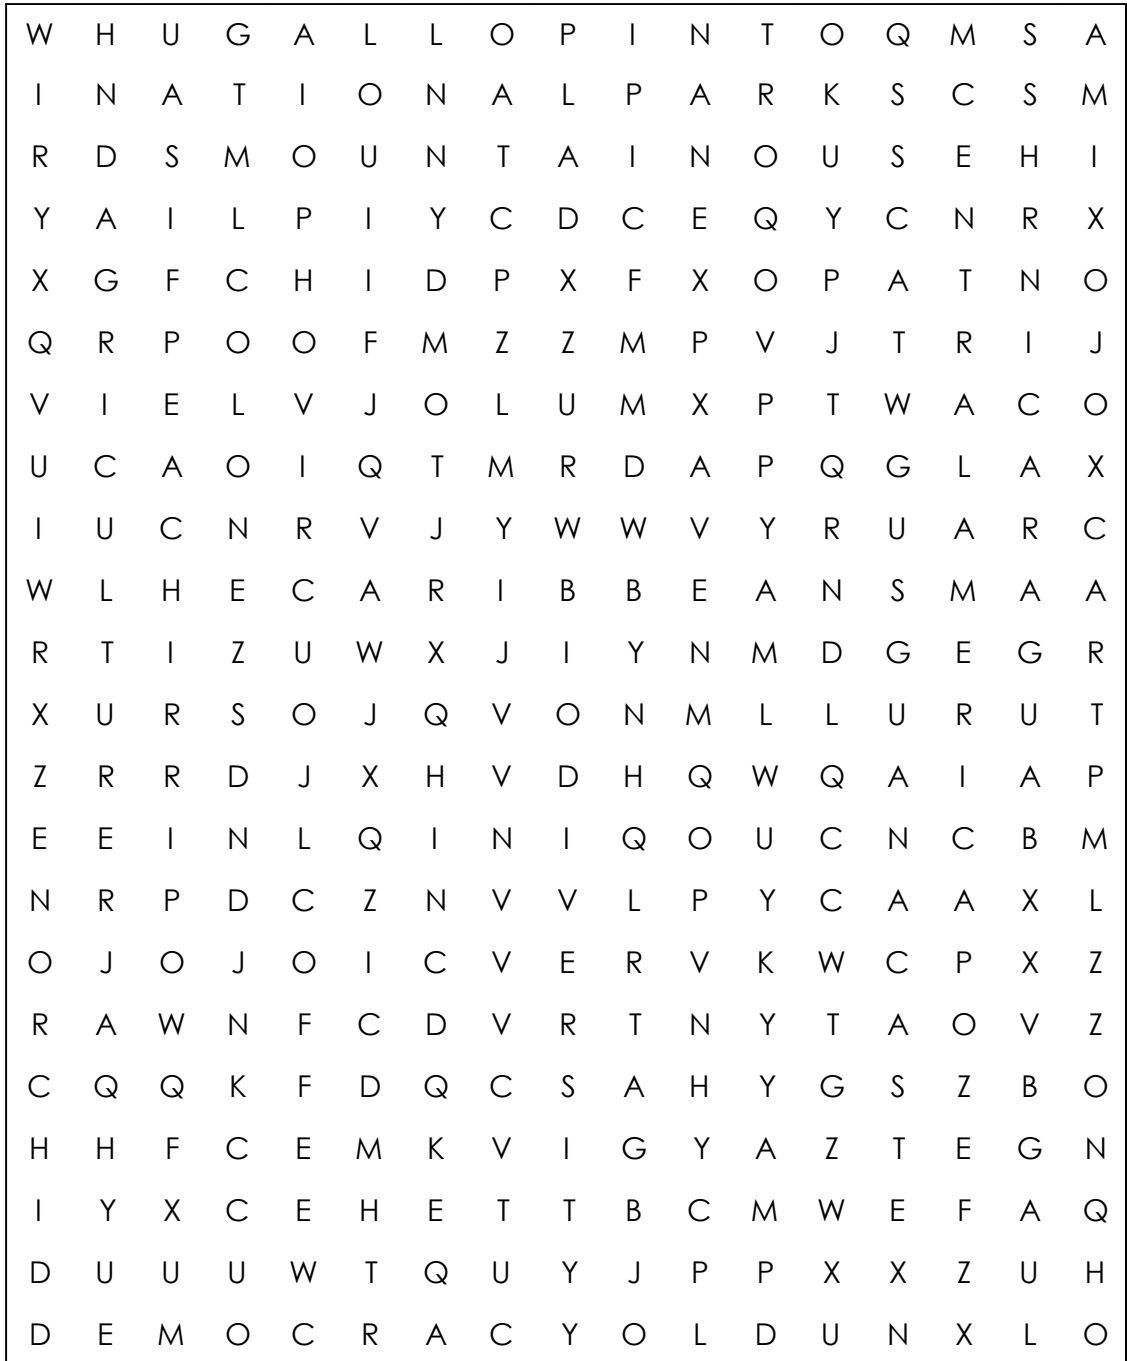 W H U G A L L O P I N T O Q M S A
I N A T I O N A L P A R K S C S M
R D S M O U N T A I N O U S E H I
Y A I L P I Y C D C E Q Y C N R X
X G F C H I D P X F X O P A T N O
Q R P O O F M Z Z M P V J T R I J
V I E L V J O L U M X P T W A C O
U C A O I Q T M R D A P Q G L A X
I U C N R V J Y W W V Y R U A R C
W L H E C A R I B B E A N S M A A
R T I Z U W X J I Y N M D G E G R
X U R S O J Q V O N M L L U R U T
Z R R D J X H V D H Q W Q A I A P
E E I N L Q I N I Q O U C N C B M
N R P D C Z N V V L P Y C A A X L
O J O J O I C V E R V K W C P X Z
R A W N F C D V R T N Y T A O V Z
C Q Q K F D Q C S A H Y G S Z B O
H H F C E M K V I G Y A Z T E G N
I Y X C E H E T T B C M W E F A Q
D U U U W T Q U Y J P P X X Z U H
D E M O C R A C Y O L D U N X L O